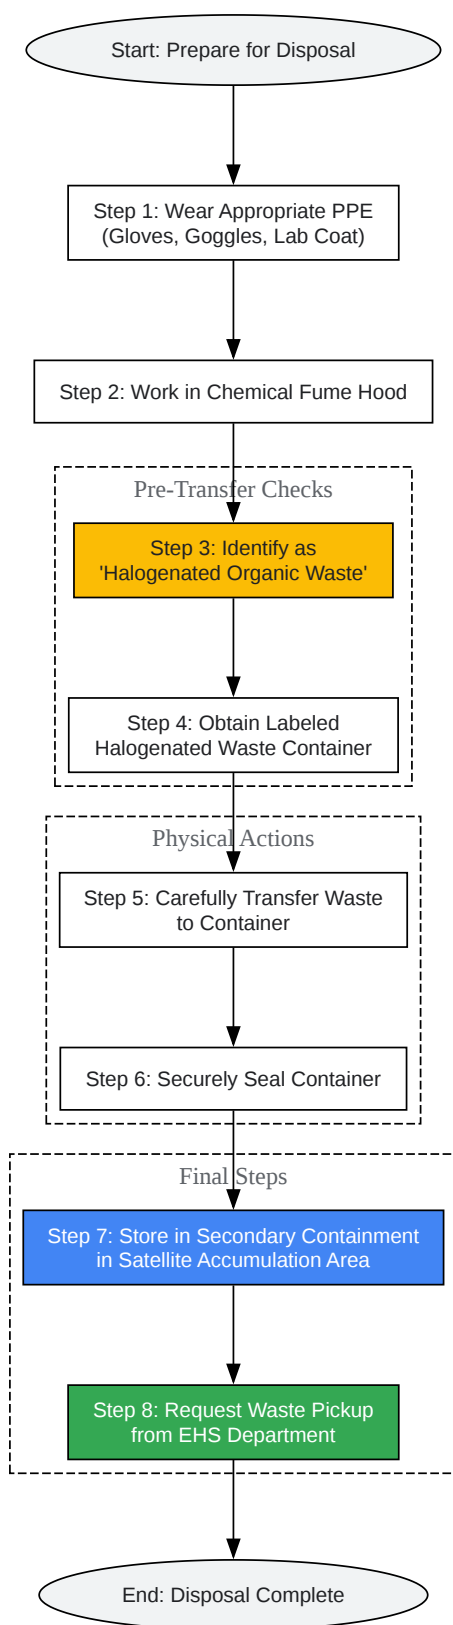 Start: Prepare for Disposal
Step 1: Wear Appropriate PPE
(Gloves, Goggles, Lab Coat)
Step 2: Work in Chemical Fume Hood
Pre-Transfer Checks
Step 3: Identify as
'Halogenated Organic Waste'
Step 4: Obtain Labeled
Halogenated Waste Container
Physical Actions
Step 5: Carefully Transfer Waste
to Container
Step 6: Securely Seal Container
Final Steps
Step 7: Store in Secondary Containment
in Satellite Accumulation Area
Step 8: Request Waste Pickup
from EHS Department
End: Disposal Complete